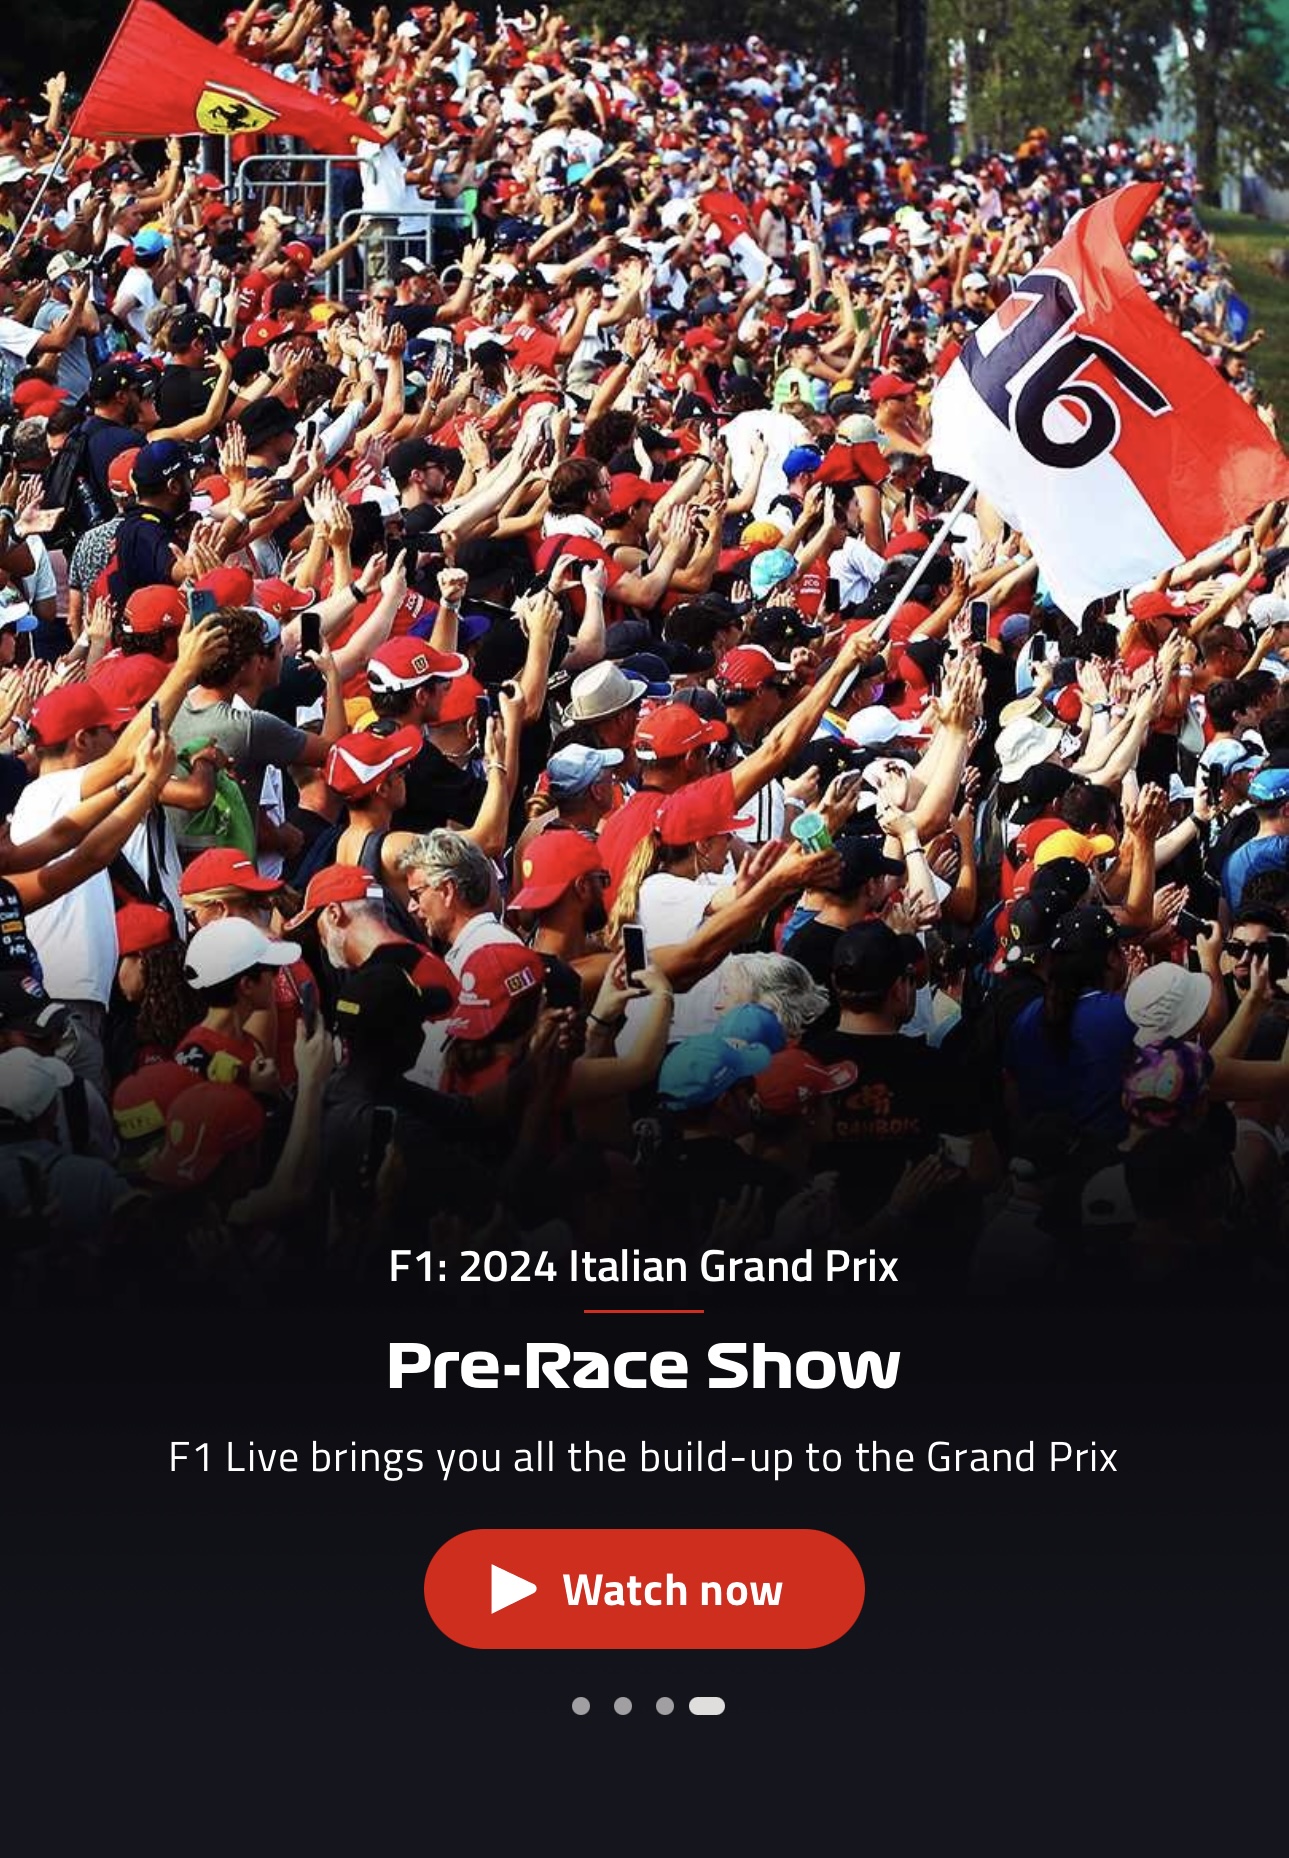 16
F1: 2024 Italian Grand Prix
Pre-Race Show
F1 Live brings you all the build-up to the Grand Prix
Watch now